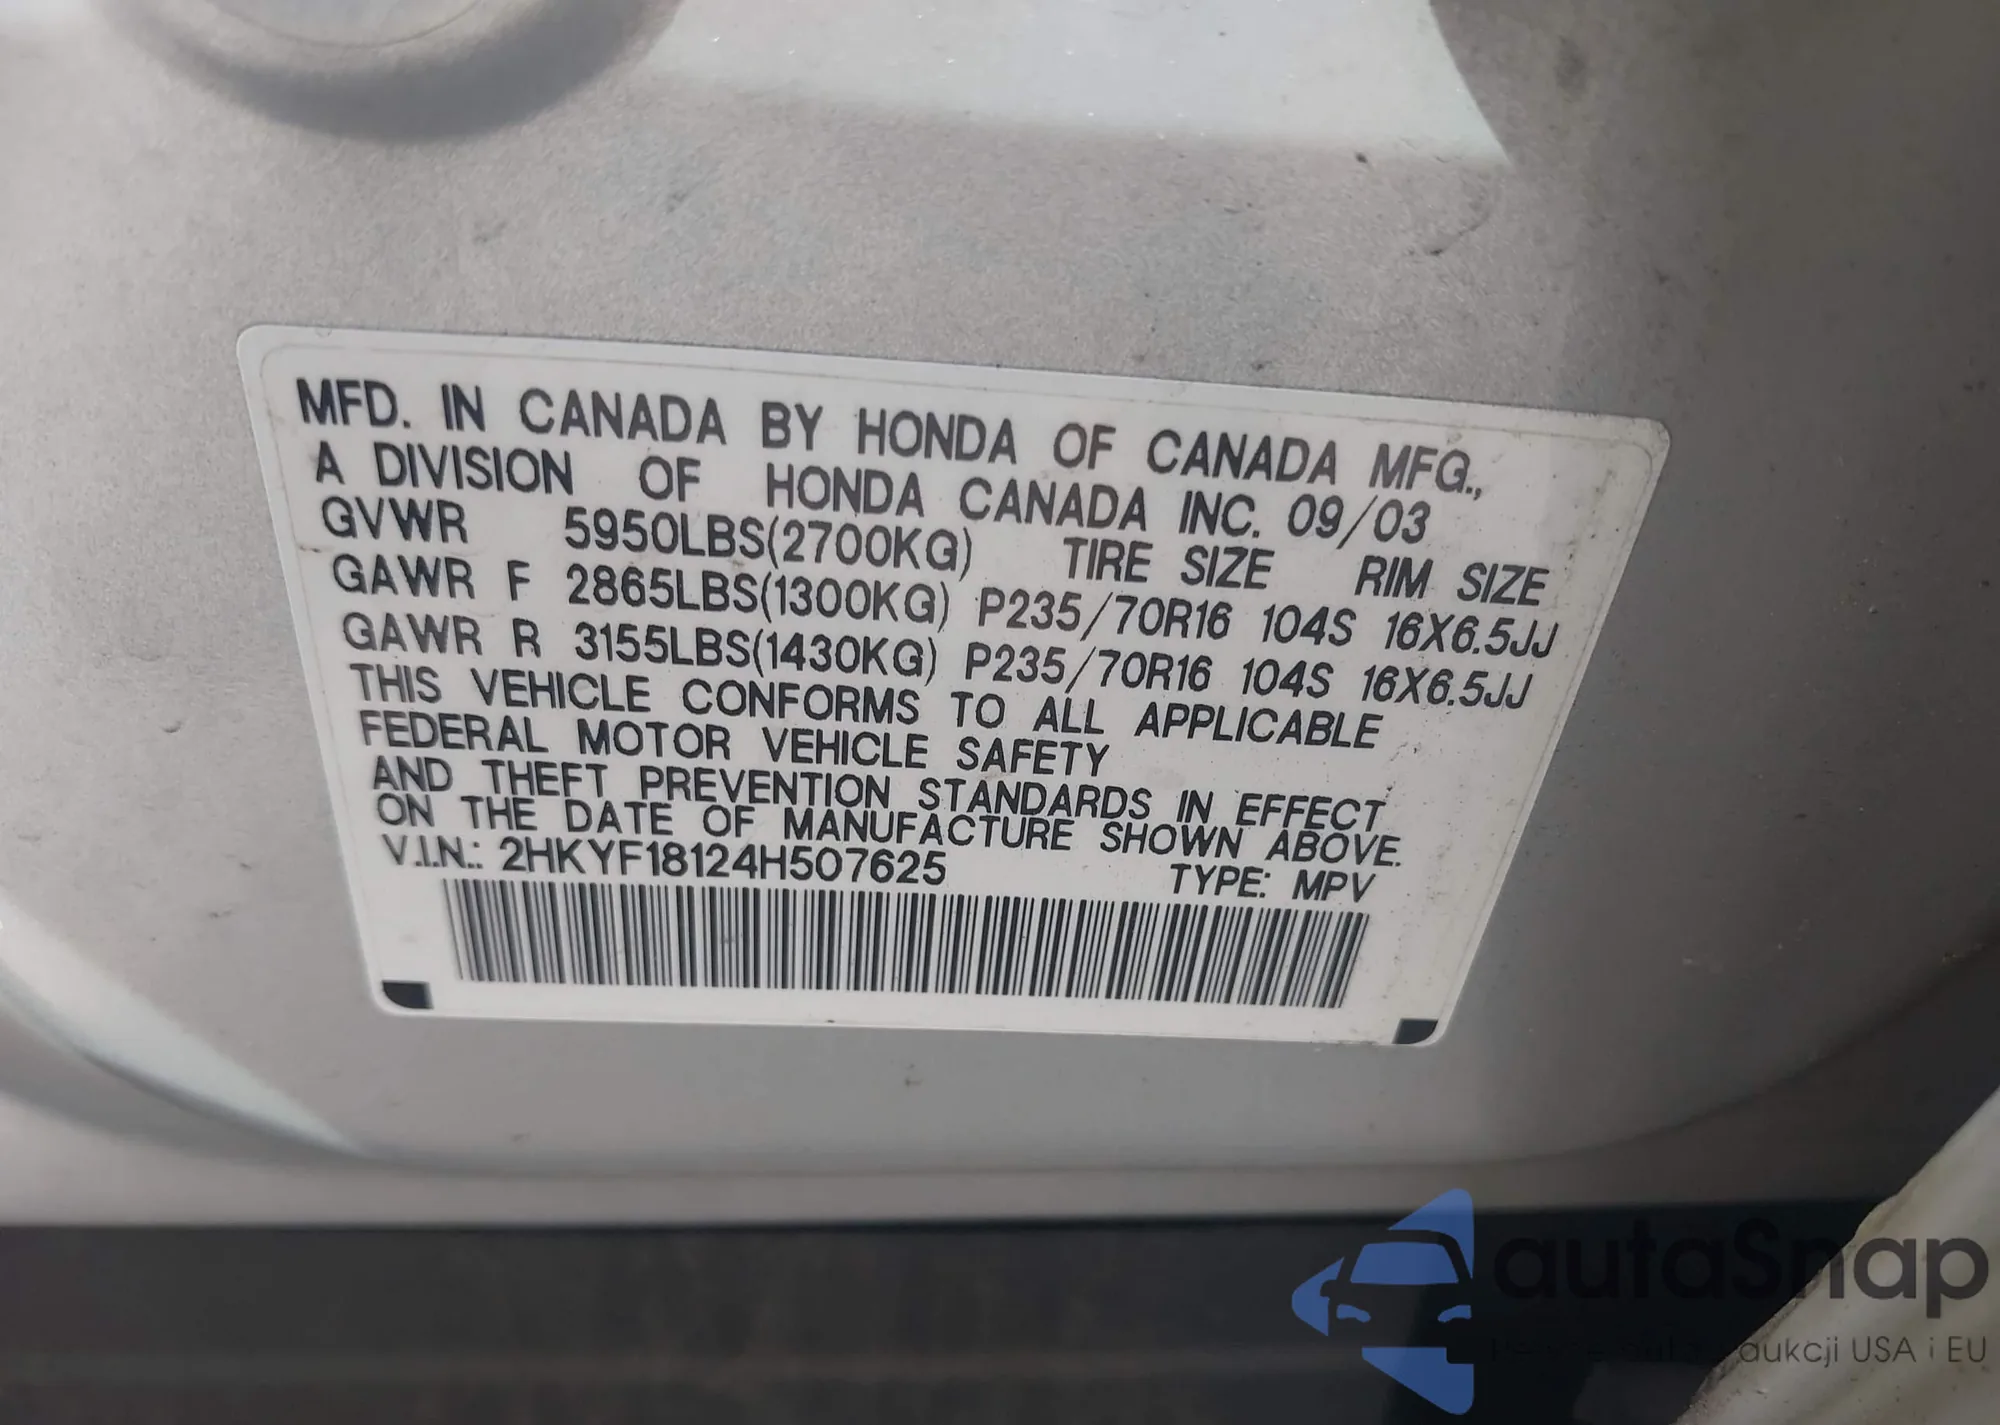 MFD. IN CANADA BY HONDA OF CANADA MFG.,
A DIVISION OF HONDA CANADA INC. 09/03
GVWR 5950LBS(2700KG) TIRE SIZE RIM SIZE
GAWR F 2865LBS(1300KG) P235/70R16 104S 16X6.5JJ
GAWR R 3155LBS(1430KG) P235/70R16 104S 16X6.5JJ
THIS VEHICLE CONFORMS TO ALL APPLICABLE
FEDERAL MOTOR VEHICLE SAFETY
AND THEFT PREVENTION STANDARDS IN EFFECT
ON THE DATE OF MANUFACTURE SHOWN ABOVE.
V.I.N.: 2HKYF18124H507625 TYPE: MPV
autaSnap
aukcji USA i EU